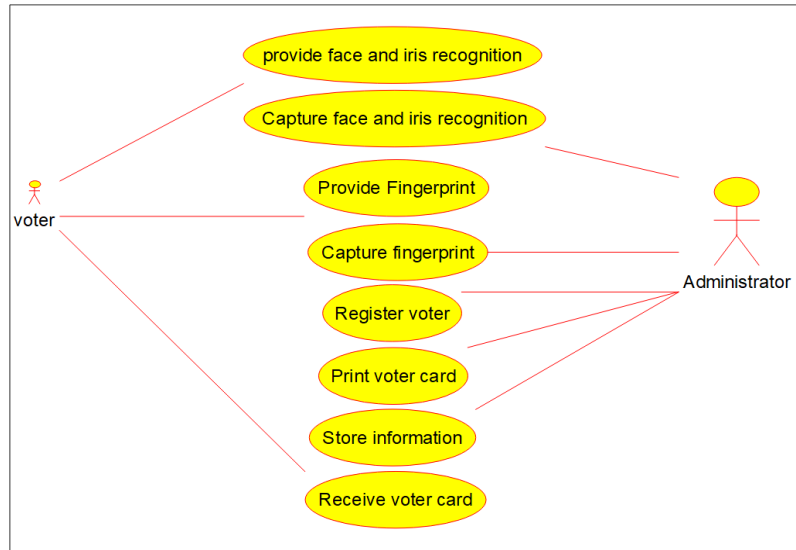 provide face and iris recognition
Capture face and iris recognition
Provide Fingerprint
voter
Capture fingerprint
Administrator
Register voter
Print voter card
Store information
Receive voter card